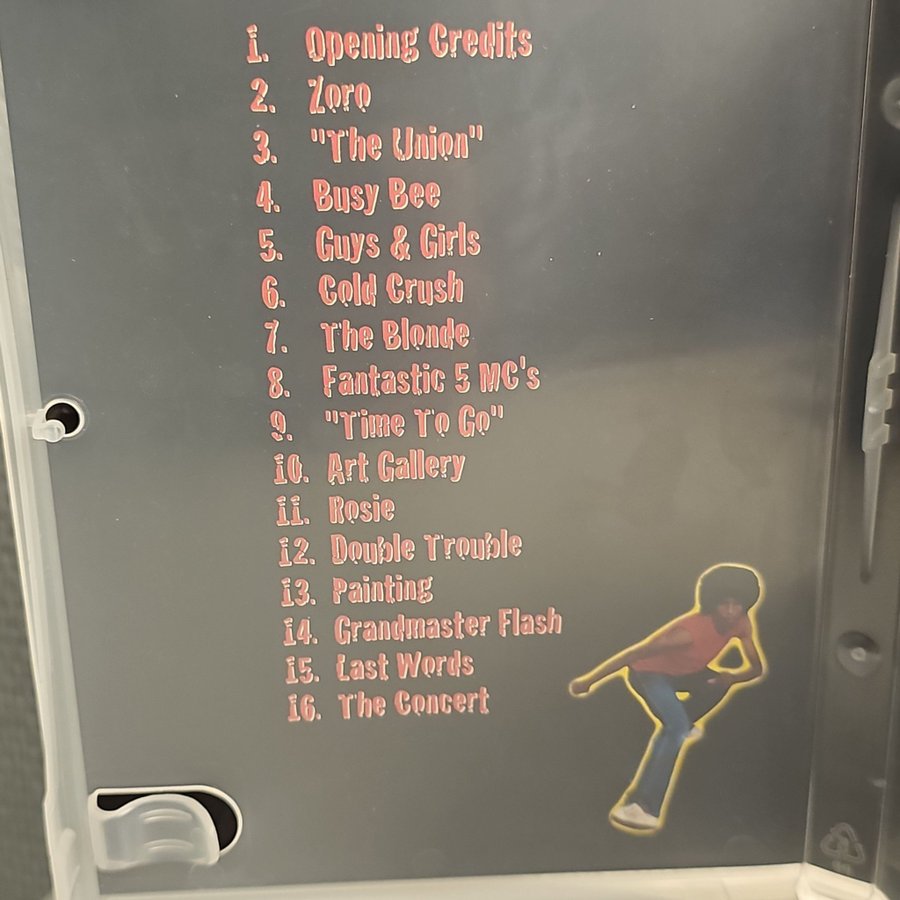 1. Opening Credits
2. Zoro
3. "The Union"
4. Busy Bee
5. Guys & Girls
6. Cold Crush
7. The Blonde
8. Fantastic 5 MC's
9. "Time To Go"
10. Art Gallery
11. Rosie
12. Double Trouble
13. Painting
14. Grandmaster Flash
15. Last Words
16. The Concert